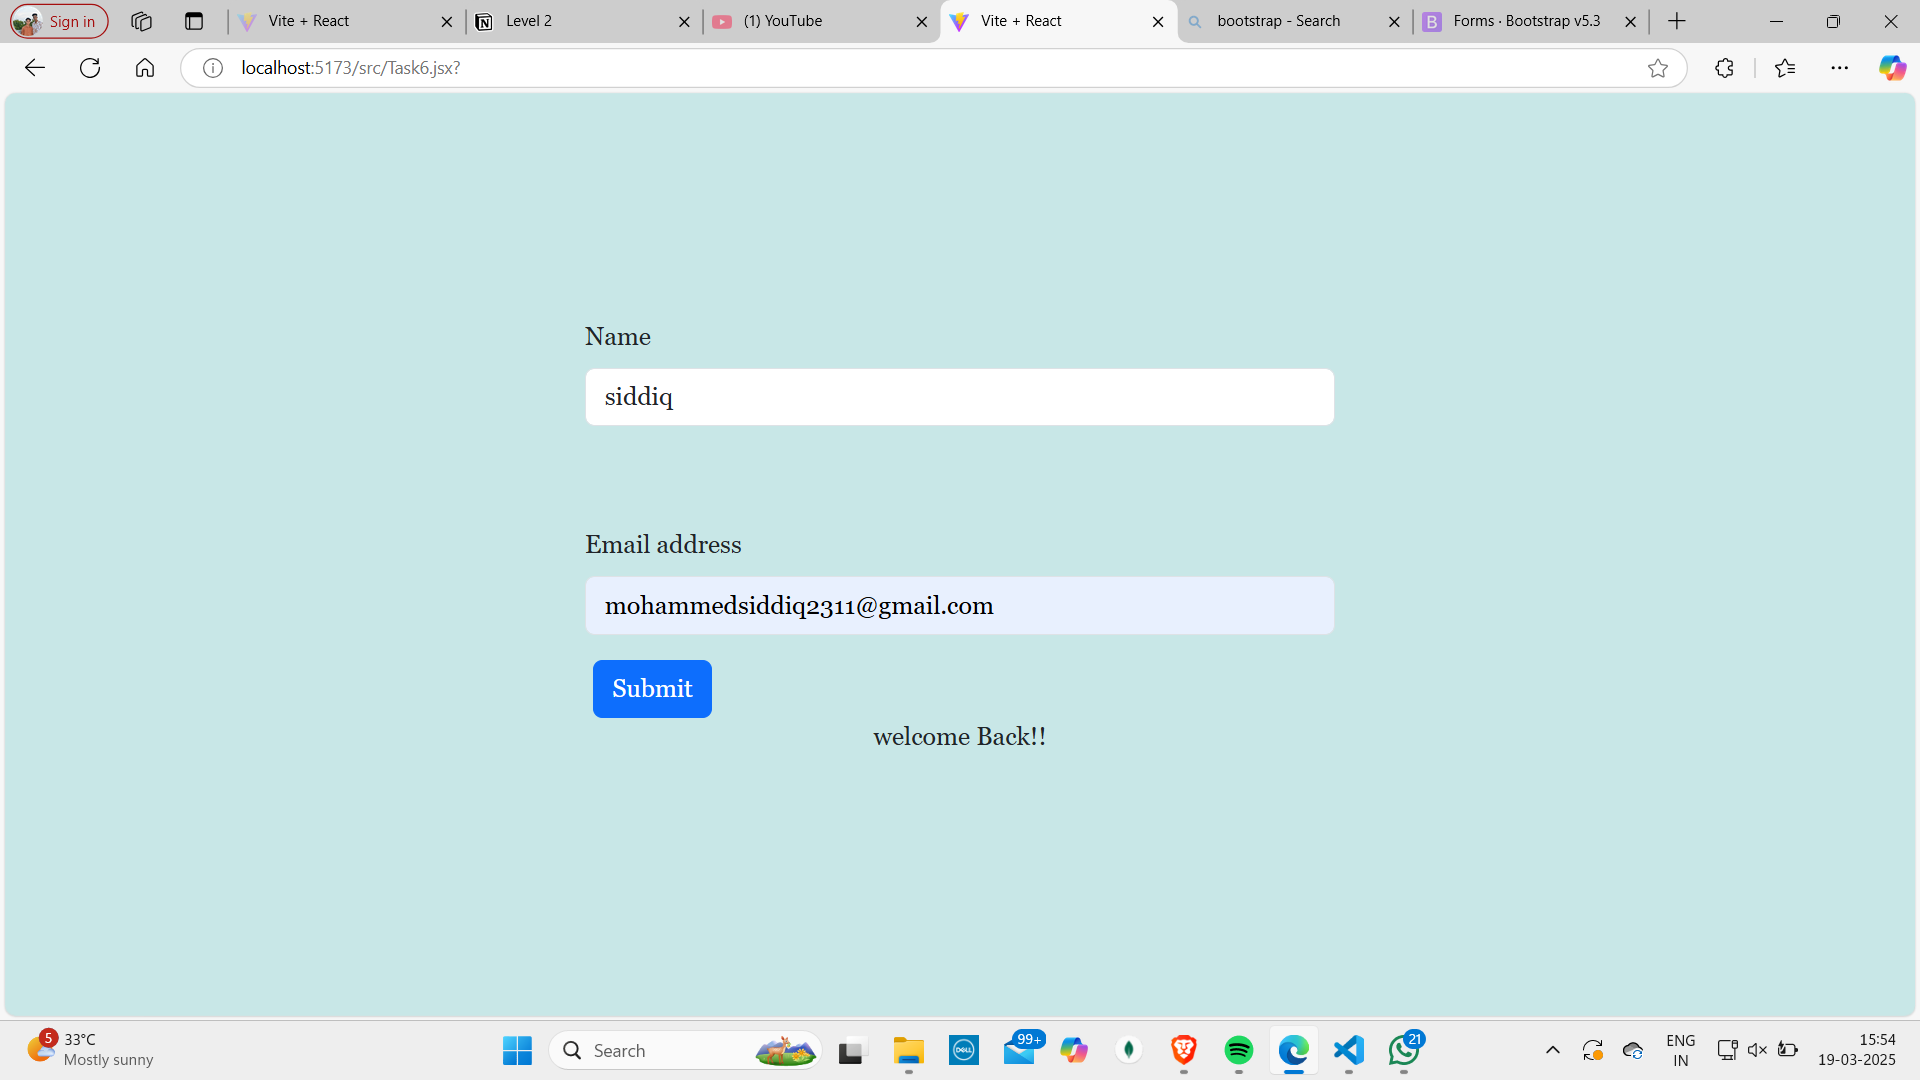 Sign in
Vite + React
Level 2
(1) YouTube
Vite + React
bootstrap - Search
Forms · Bootstrap v5.3
localhost:5173/src/Task6.jsx?
Name
siddiq
Email address
mohammedsiddiq2311@gmail.com
Submit
welcome Back!!
5
33°C
Mostly sunny
Search
DELL
99+
21
ENG
IN
15:54
19-03-2025